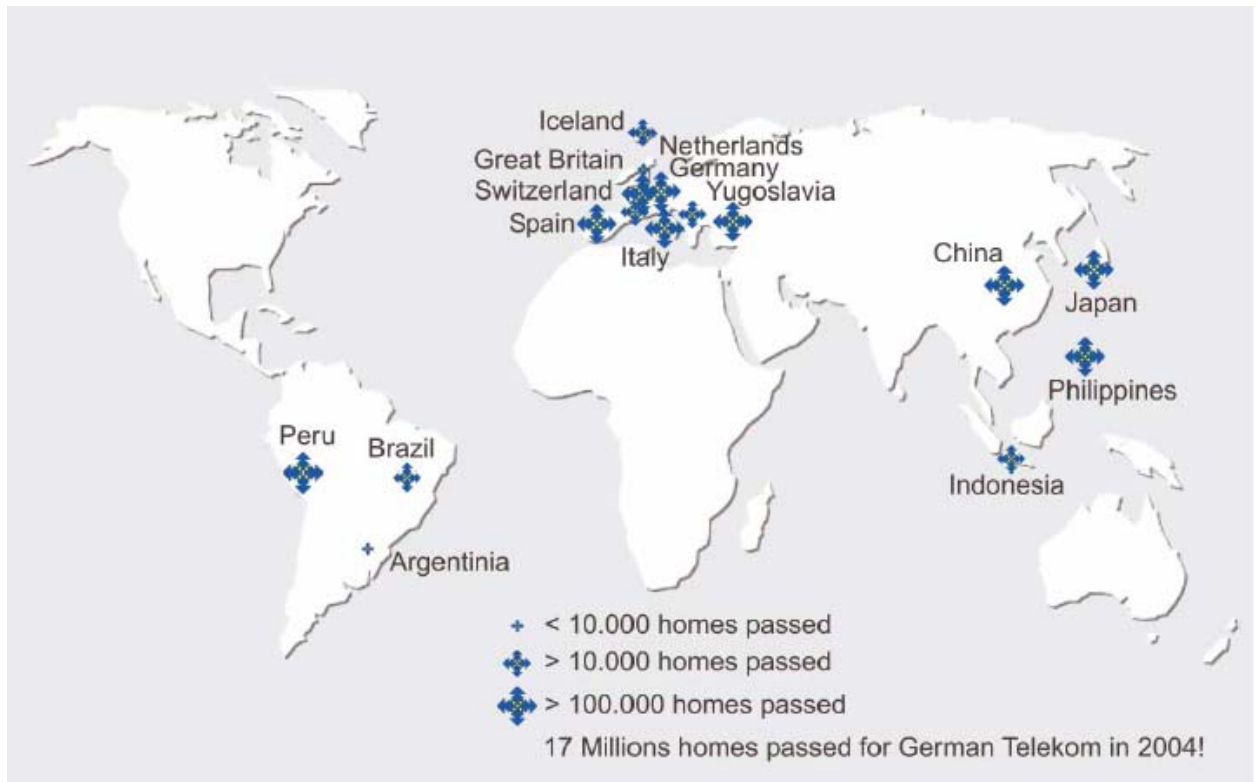 Iceland
Netherlands
Great Britain
Germany
Switzerland
Yugoslavia
Spain
Italy
China
Japan
Philippines
Peru
Brazil
Indonesia
Argentinia
< 10.000 homes passed
> 10.000 homes passed
> 100.000 homes passed
17 Millions homes passed for German Telekom in 2004!